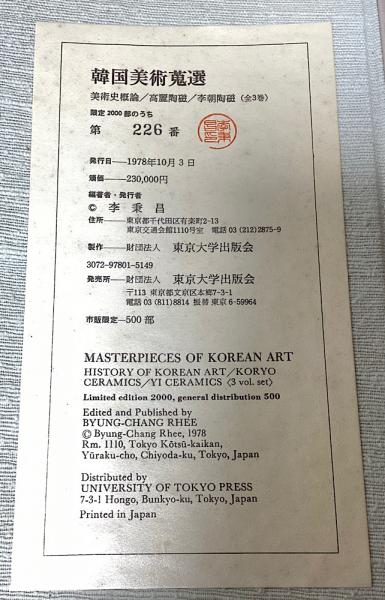 韓国美術蒐選
美術史概論/高麗陶磁/李朝陶磁 (全3巻)
限定2000部のうち
第 226 番
発行日——1978年10月3日
頒価——230,000円
編著者・発行者
© 李秉昌
住所——東京都千代田区有楽町2-13
東京交通会館1110号室 電話 03 (212)2875-9
製作——財団法人 東京大学出版会
3072-97801-5149
発売所——財団法人 東京大学出版会
〒113 東京都文京区本郷7-3-1
電話 03(811)8814 振替東京 6-59964
市販限定——500部
MASTERPIECES OF KOREAN ART
HISTORY OF KOREAN ART/KORYO
CERAMICS/YI CERAMICS 〈3 vol. set〉
Limited edition 2000, general distribution 500
Edited and Published by
BYUNG-CHANG RHEE
© Byung-Chang Rhee, 1978
Rm. 1110, Tokyo Kōtsū-kaikan,
Yūraku-cho, Chiyoda-ku, Tokyo, Japan
Distributed by
UNIVERSITY OF TOKYO PRESS
7-3-1 Hongo, Bunkyo-ku, Tokyo, Japan
Printed in Japan